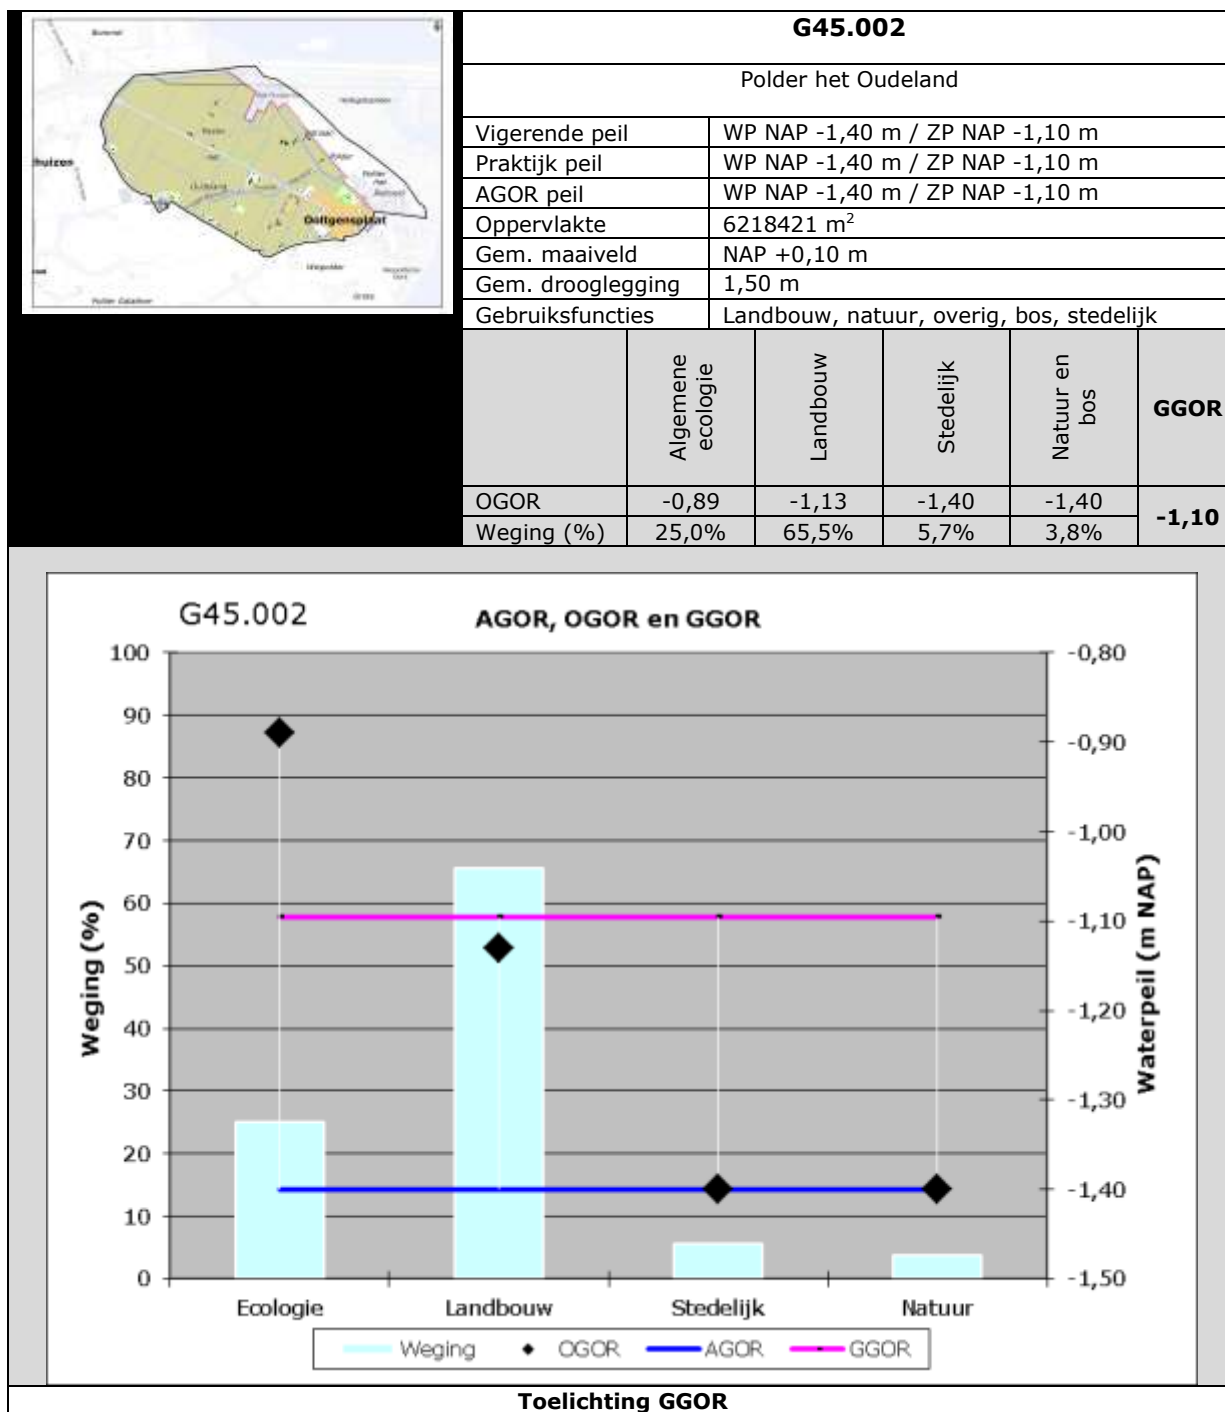 G45.002
Polder het Oudeland
Vigerende peil WP NAP -1,40 m / ZP NAP -1,10 m
Praktijk peil WP NAP -1,40 m / ZP NAP -1,10 m
AGOR peil WP NAP -1,40 m / ZP NAP -1,10 m
Oppervlakte 6218421 m²
Gem. maaiveld NAP +0,10 m
Gem. drooglegging 1,50 m
Gebruiksfuncties Landbouw, natuur, overig, bos, stedelijk
huizen
Ooltgensplaat
Algemene ecologie Landbouw Stedelijk Natuur en bos GGOR
OGOR -0,89 -1,13 -1,40 -1,40 -1,10
Weging (%) 25,0% 65,5% 5,7% 3,8%
G45.002 AGOR, OGOR en GGOR
100 -0,80
90
-0,90
80
70
-1,00
60
-1,10
50
-1,20
40
30
-1,30
20
-1,40
10
0 -1,50
Weging (%)
Waterpeil (m NAP)
Ecologie Landbouw Stedelijk Natuur
Weging OGOR AGOR GGOR
Toelichting GGOR